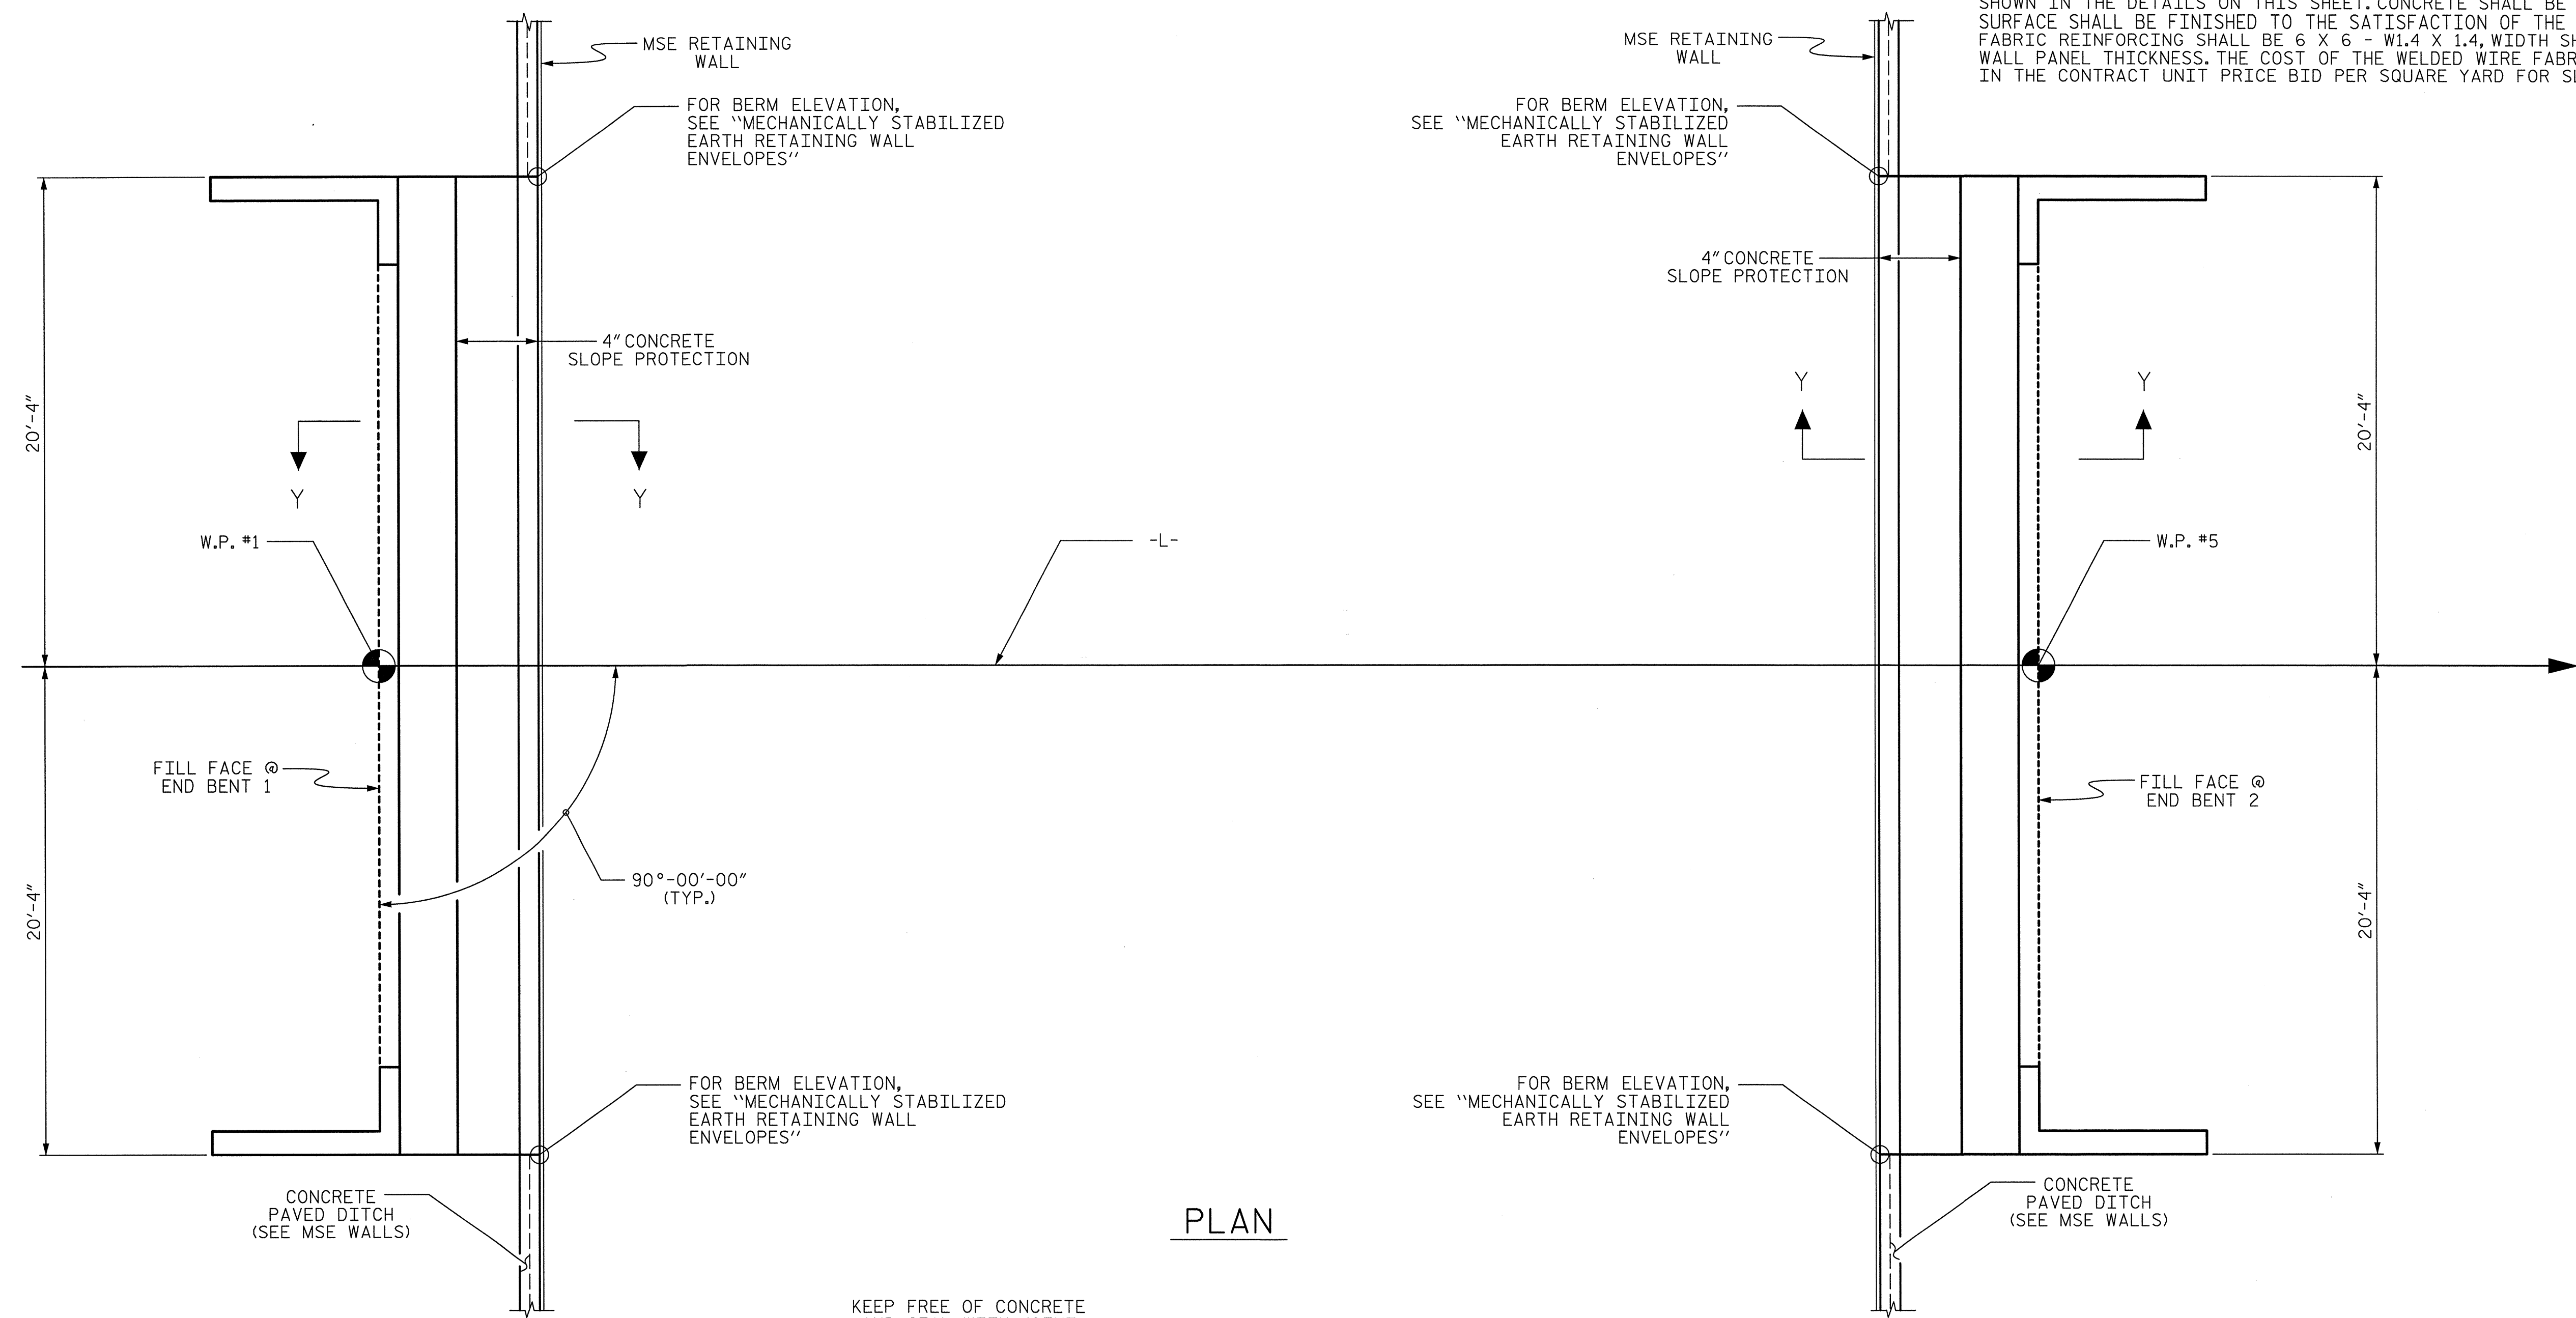 SHOWN IN THE DETAILS ON THIS SHEET. CONCRETE SHALL BE
SURFACE SHALL BE FINISHED TO THE SATISFACTION OF THE
FABRIC REINFORCING SHALL BE 6 X 6 - W1.4 X 1.4, WIDTH
WALL PANEL THICKNESS. THE COST OF THE WELDED WIRE
IN THE CONTRACT UNIT PRICE BID PER SQUARE YARD FOR
MSE RETAINING
WALL
FOR BERM ELEVATION,
SEE "MECHANICALLY STABILIZED
EARTH RETAINING WALL
ENVELOPES"
MSE RETAINING
WALL
FOR BERM ELEVATION,
SEE "MECHANICALLY STABILIZED
EARTH RETAINING WALL
ENVELOPES"
4" CONCRETE
SLOPE PROTECTION
4" CONCRETE
SLOPE PROTECTION
20'-4"
Y
Y
Y
Y
20'-4"
W.P. #1
-L-
W.P. #5
FILL FACE @
END BENT 1
FILL FACE @
END BENT 2
90°-00'-00"
(TYP.)
20'-4"
20'-4"
FOR BERM ELEVATION,
SEE "MECHANICALLY STABILIZED
EARTH RETAINING WALL
ENVELOPES"
FOR BERM ELEVATION,
SEE "MECHANICALLY STABILIZED
EARTH RETAINING WALL
ENVELOPES"
CONCRETE
PAVED DITCH
(SEE MSE WALLS)
CONCRETE
PAVED DITCH
(SEE MSE WALLS)
PLAN
KEEP FREE OF CONCRETE